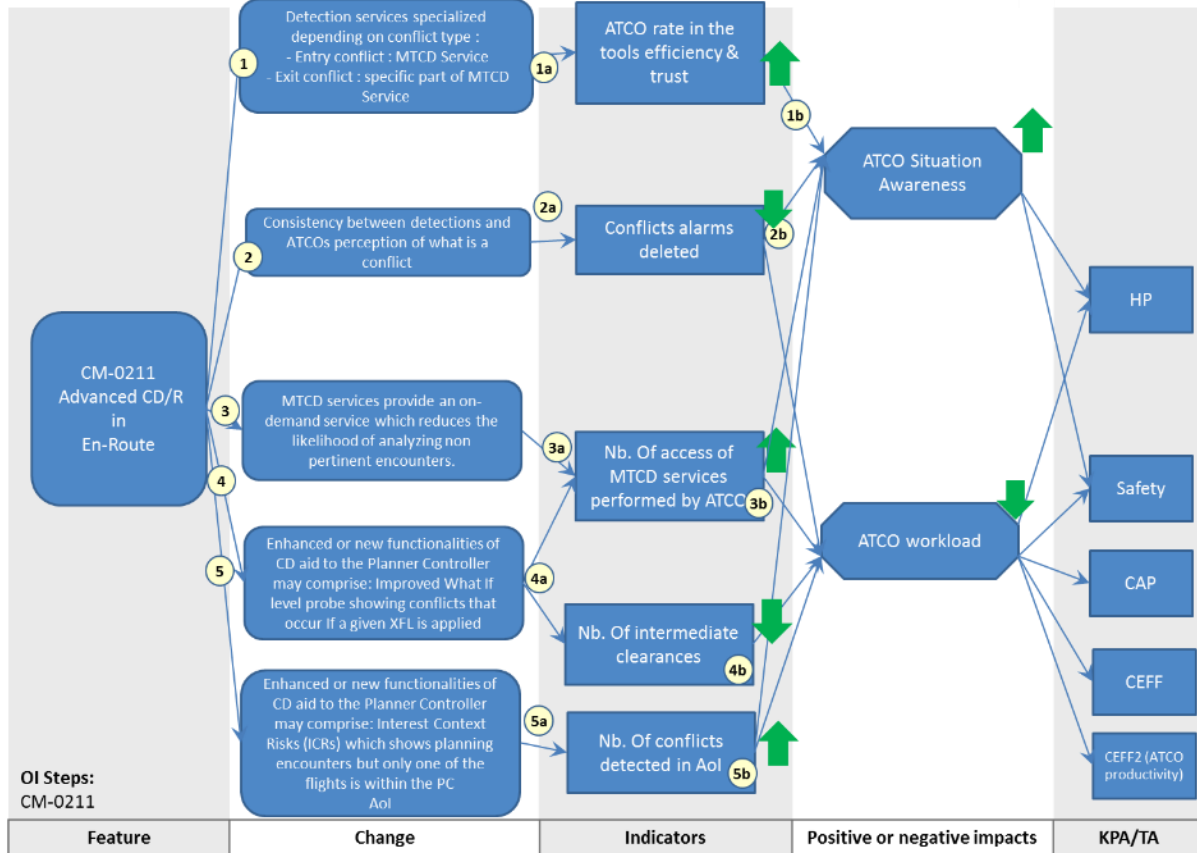 Detection services specialized
depending on conflict type :
- Entry conflict : MTCD Service
- Exit conflict : specific part of MTCD
Service
1
1a
ATCO rate in the
tools efficiency &
trust
1b
ATCO Situation
Awareness
Consistency between detections and
ATCOs perception of what is a
conflict
2
2a
Conflicts alarms
deleted
2b
HP
CM-0211
Advanced CD/R
in
En-Route
3
MTCD services provide an on-
demand service which reduces the
likelihood of analyzing non
pertinent encounters.
3a
Nb. Of access of
MTCD services
performed by ATCO
3b
Safety
4
5
Enhanced or new functionalities of
CD aid to the Planner Controller
may comprise: Improved What If
level probe showing conflicts that
occur If a given XFL is applied
4a
ATCO workload
CAP
Nb. Of intermediate
clearances
4b
CEFF
Enhanced or new functionalities of
CD aid to the Planner Controller
may comprise: Interest Context
Risks (ICRs) which shows planning
encounters but only one of the
flights is within the PC
AoI
5a
Nb. Of conflicts
detected in AoI
5b
CEFF2 (ATCO
productivity)
OI Steps:
CM-0211
Feature
Change
Indicators
Positive or negative impacts
KPA/TA